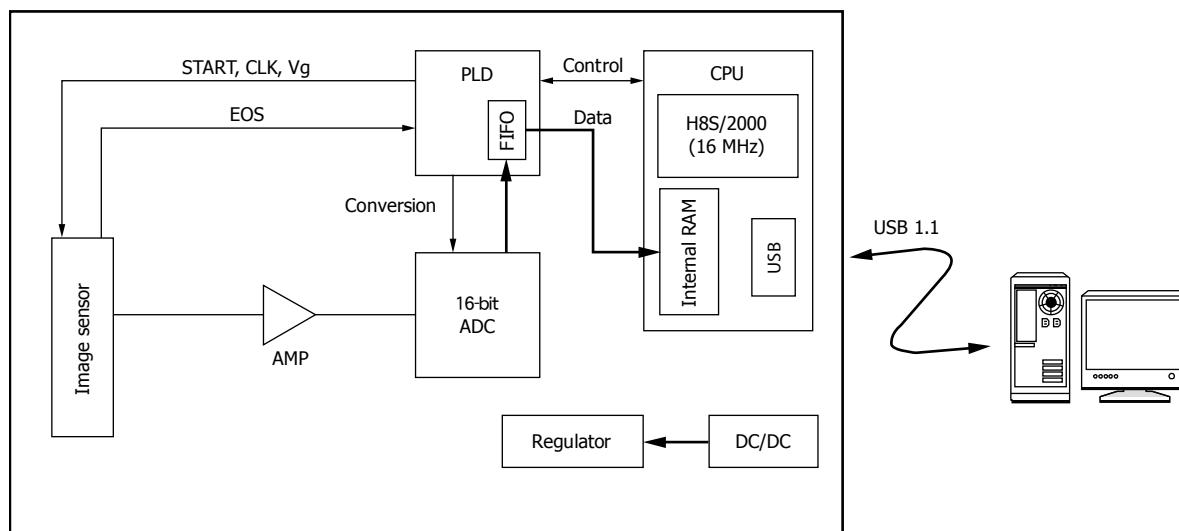 START, CLK, Vg
EOS
PLD
FIFO
Control
Data
CPU
H8S/2000
(16 MHz)
Internal RAM
USB
Conversion
USB 1.1
Image sensor
AMP
16-bit
ADC
Regulator
DC/DC